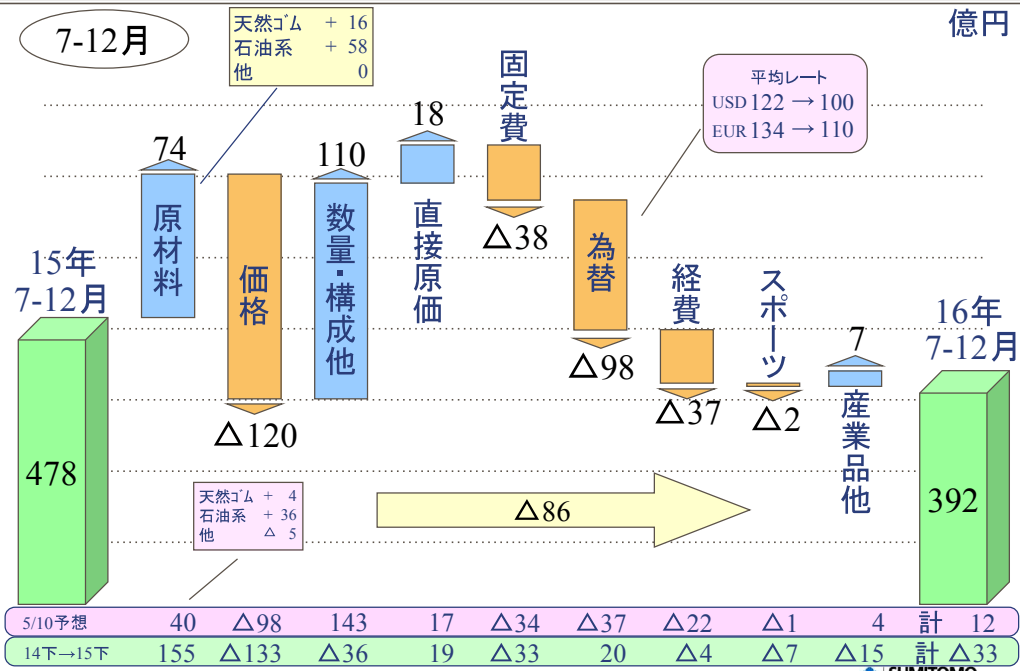 7-12月
億円
天然ゴム + 16
石油系 + 58
他 0
平均レート
USD 122 → 100
EUR 134 → 110
15年
7-12月
478
74
原材料
価格
△120
110
数量・構成他
18
直接原価
固定費
△38
為替
△98
経費
△37
スポーツ
△2
7
産業品他
16年
7-12月
392
天然ゴム + 4
石油系 + 36
他 △ 5
△86
5/10予想 40 △98 143 17 △34 △37 △22 △1 4 計 12
14下→15下 155 △133 △36 19 △33 20 △4 △7 △15 計 △33
SUMITOMO